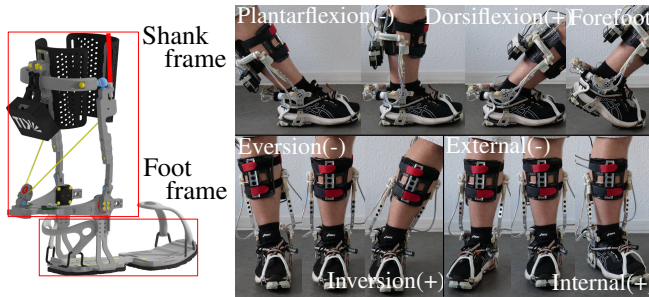 Shank
frame
Foot
frame
Plantarflexion(-)
Dorsiflexion(+)
Forefoot
Eversion(-)
Inversion(+)
External(-)
Internal(+